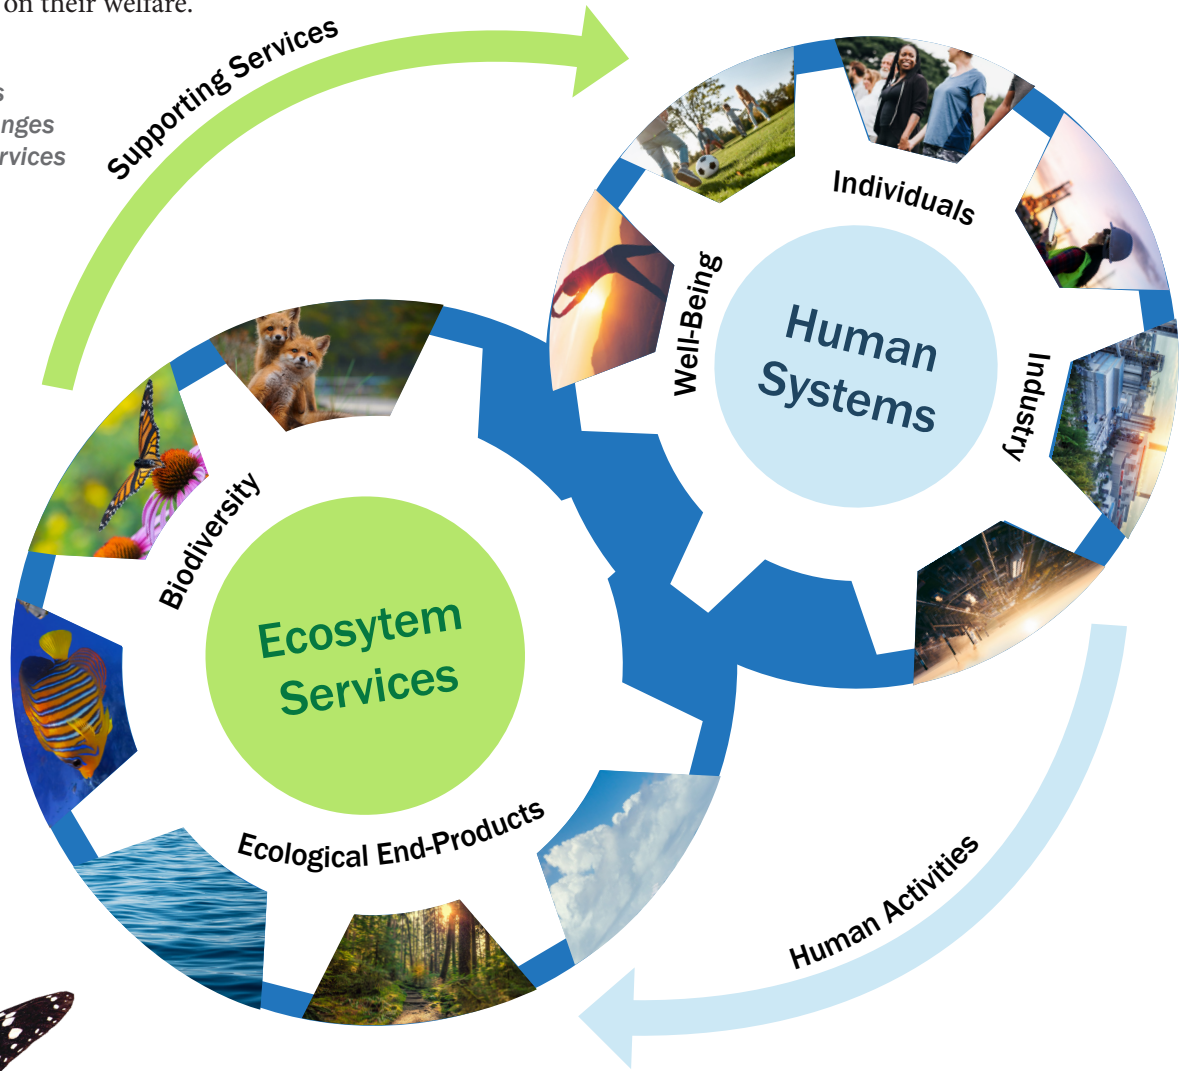 on their welfare.
s
nges
rvices
Supporting Services
Individuals
Well-Being
Human
Systems
Industry
Biodiversity
Ecosytem
Services
Ecological End-Products
Human Activities